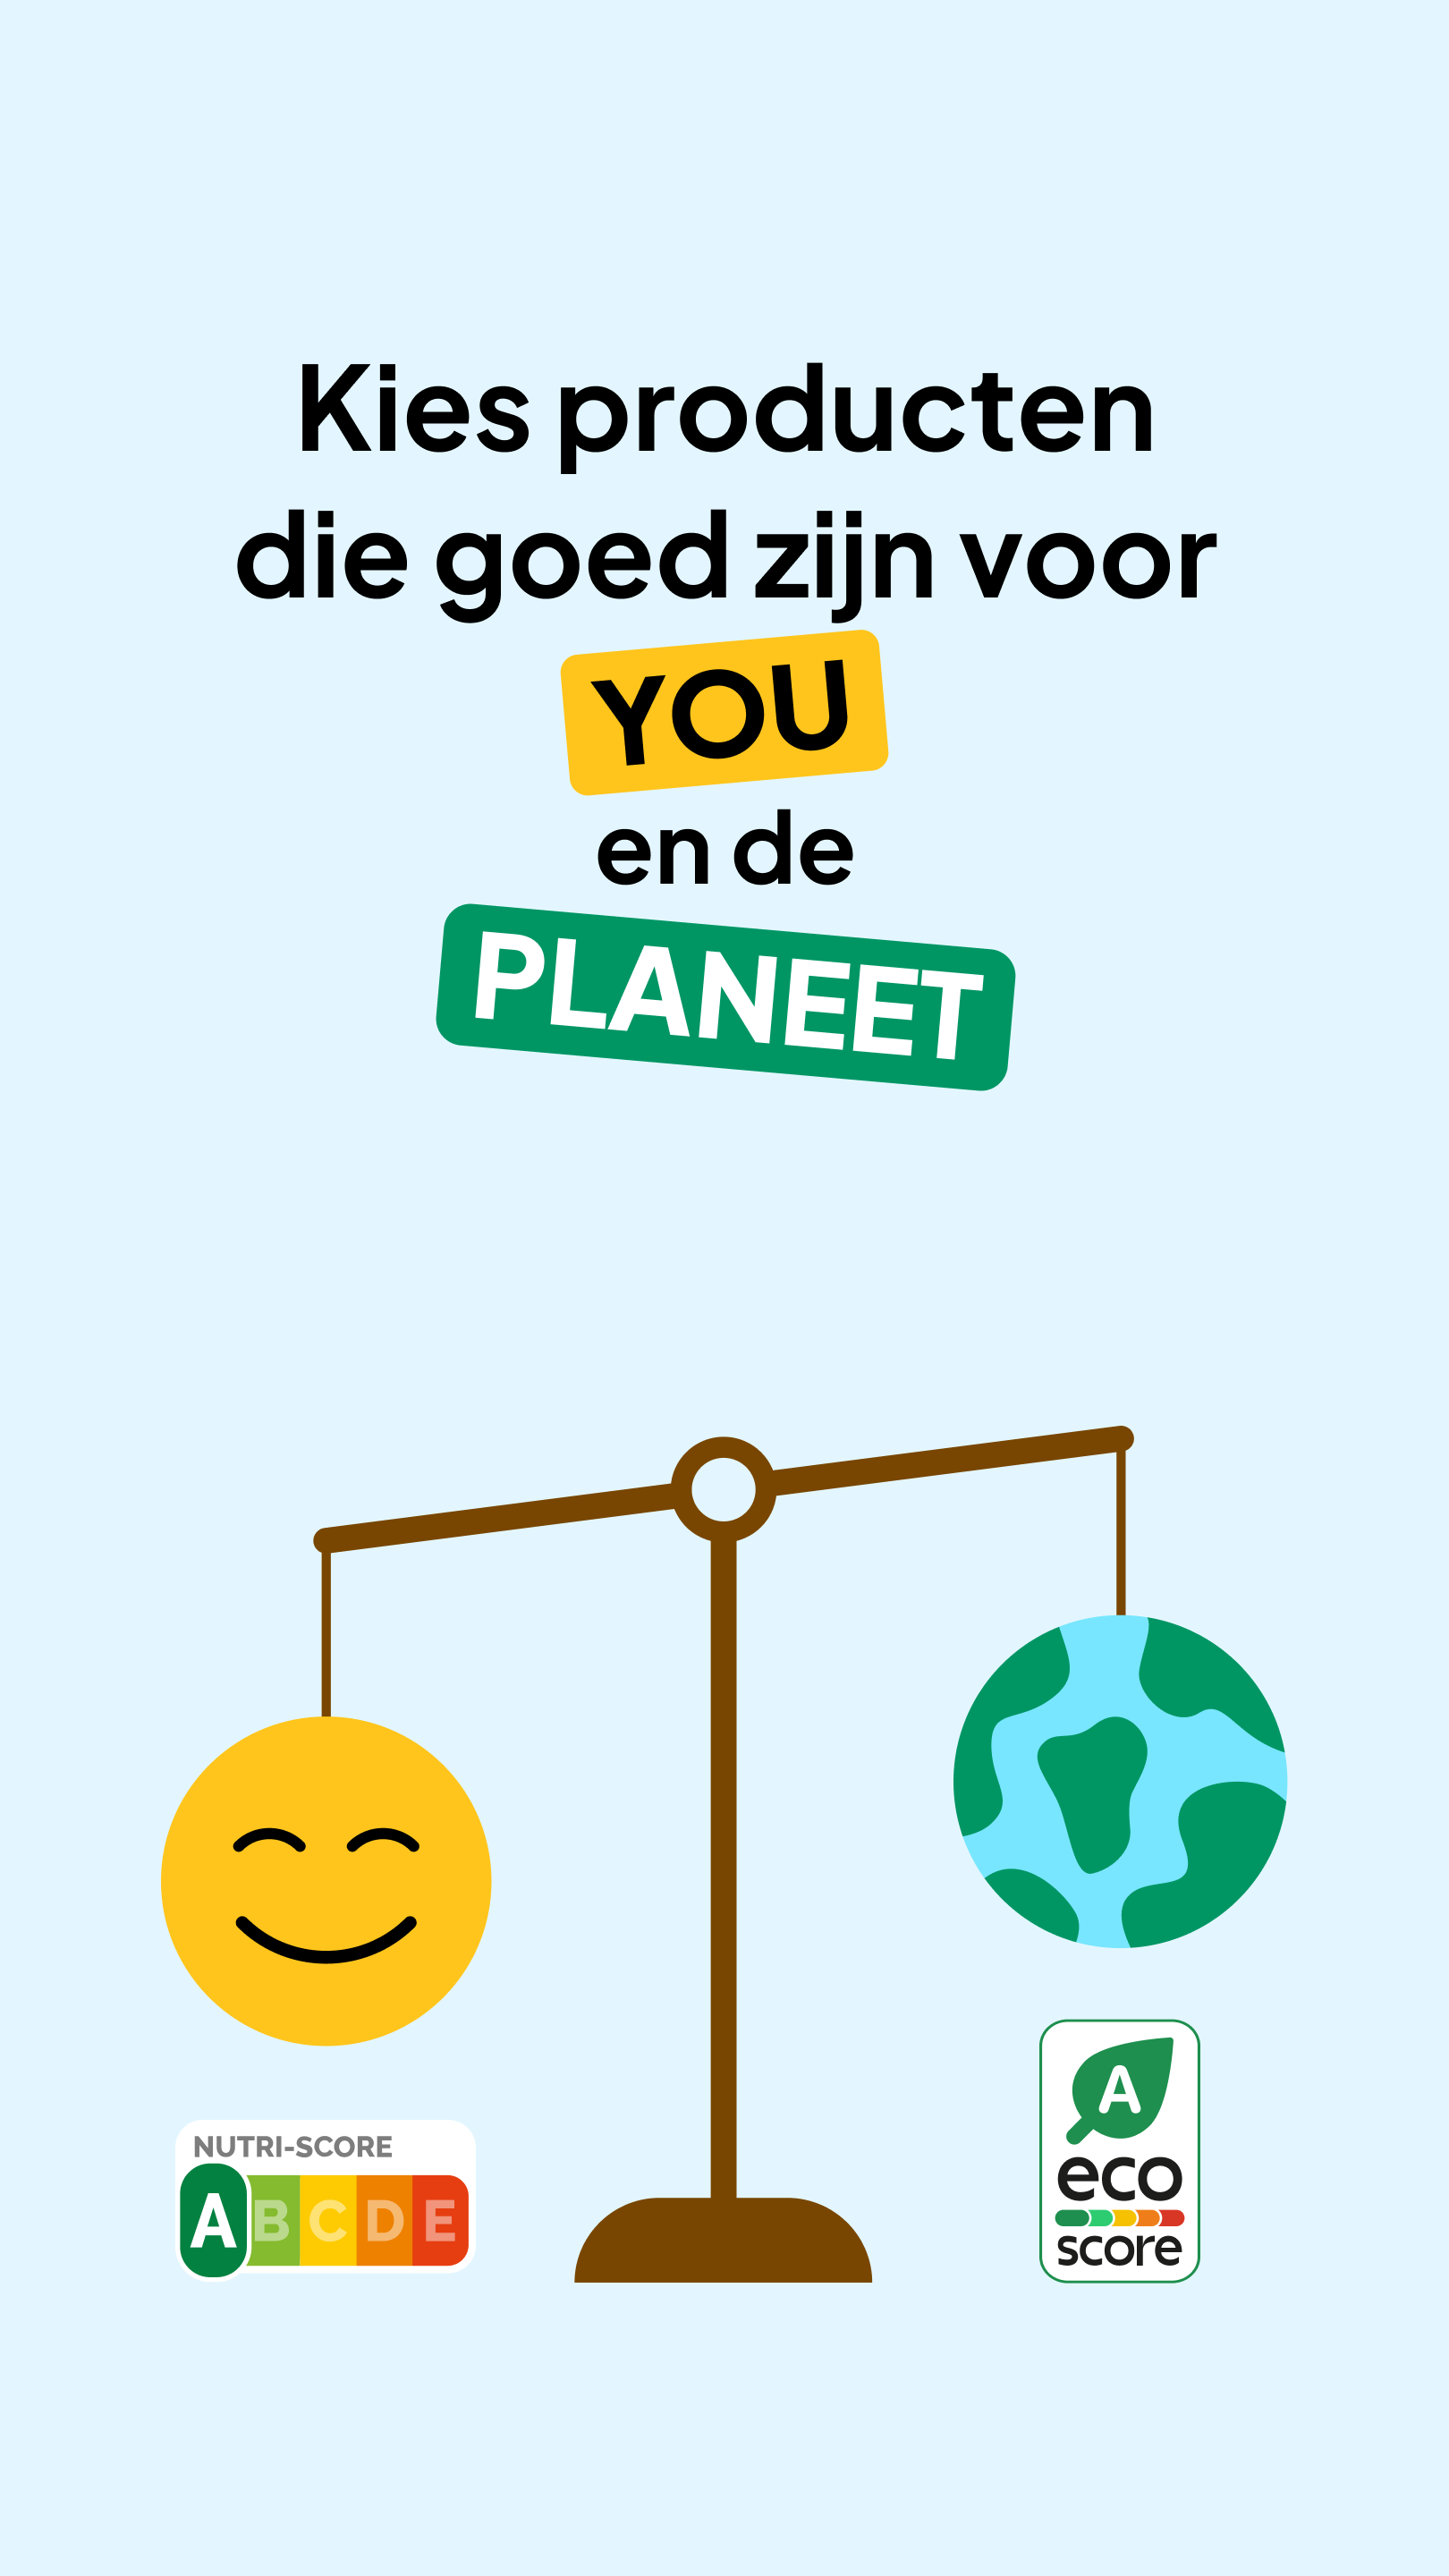 Kies producten
die goed zijn voor
YOU
en de
PLANEET
NUTRI-SCORE
A B C D E
A
eco
score